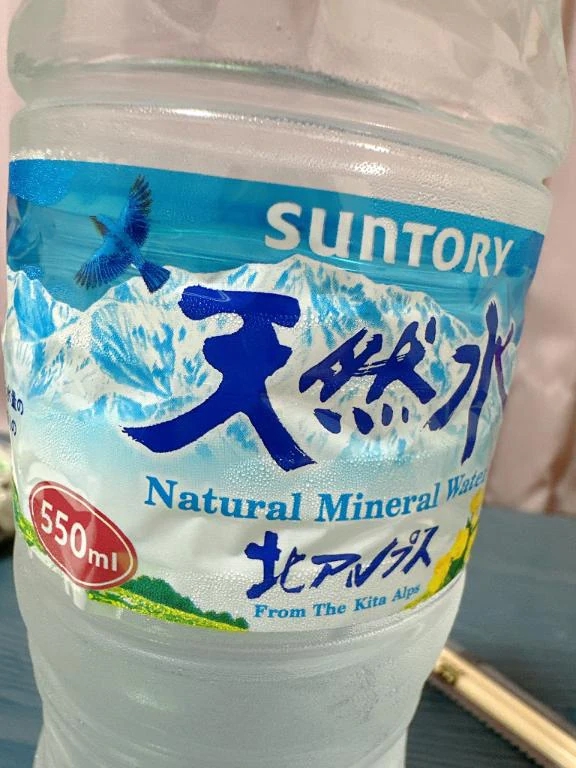 SUNTORY
天然水
Natural Mineral Water
550ml
北アルプス
From The Kita Alps